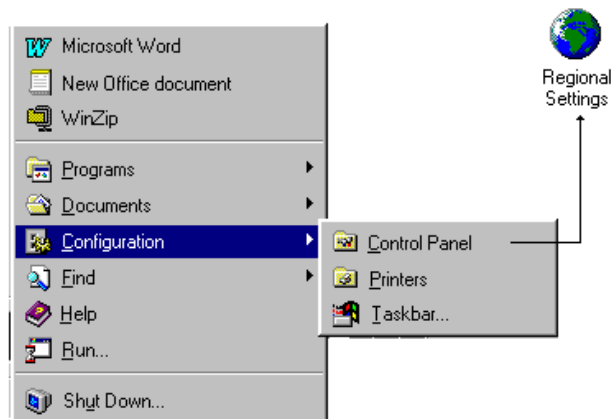 Microsoft Word
New Office document
WinZip
Programs
Documents
Configuration
Find
Help
Run...
Shut Down...
Control Panel
Printers
Taskbar...
Regional
Settings